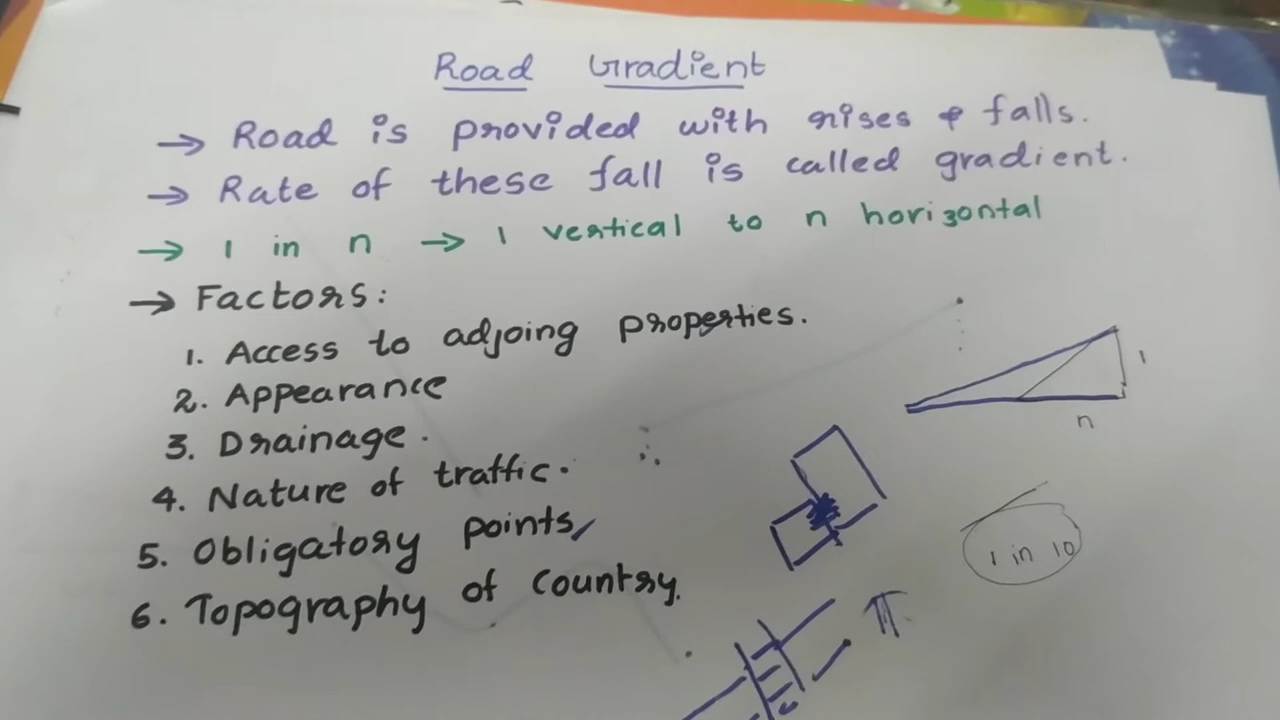 Road Gradient
→ Road is provided with rises & falls.
→ Rate of these fall is called gradient.
→ 1 in n → 1 vertical to n horizontal
→ Factors:
1. Access to adjoing properties.
2. Appearance
3. Drainage.
4. Nature of traffic.
5. Obligatory points
6. Topography of Country.
1
n
1 in 10